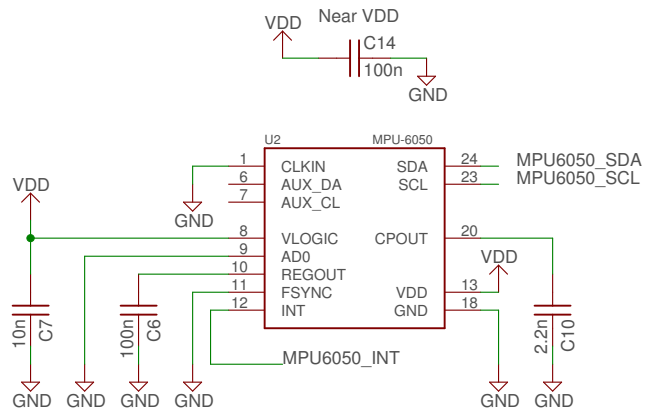 Near VDD
VDD
C14
100n
GND
U2 MPU-6050
1 CLKIN SDA 24 MPU6050_SDA
6 AUX_DA SCL 23 MPU6050_SCL
7 AUX_CL
GND
VDD
8 VLOGIC CPOUT 20
9 AD0
10 REGOUT
VDD
11 FSYNC VDD 13
12 INT GND 18
10n C7
100n C6
2.2n C10
MPU6050_INT
GND GND GND GND GND GND